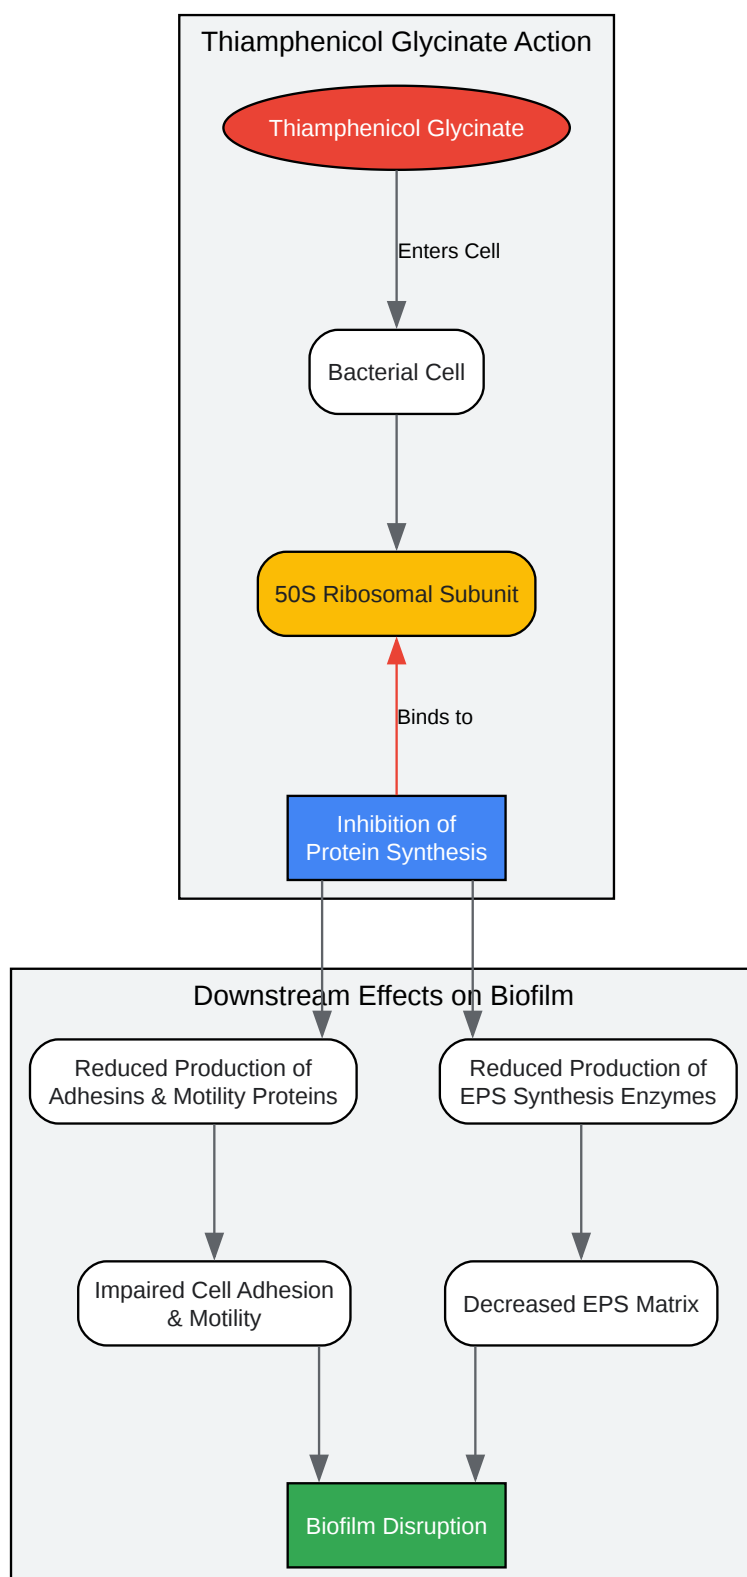 Thiamphenicol Glycinate Action
Thiamphenicol Glycinate
Enters Cell
Bacterial Cell
50S Ribosomal Subunit
Binds to
Inhibition of
Protein Synthesis
Downstream Effects on Biofilm
Reduced Production of
Adhesins & Motility Proteins
Reduced Production of
EPS Synthesis Enzymes
Impaired Cell Adhesion
& Motility
Decreased EPS Matrix
Biofilm Disruption